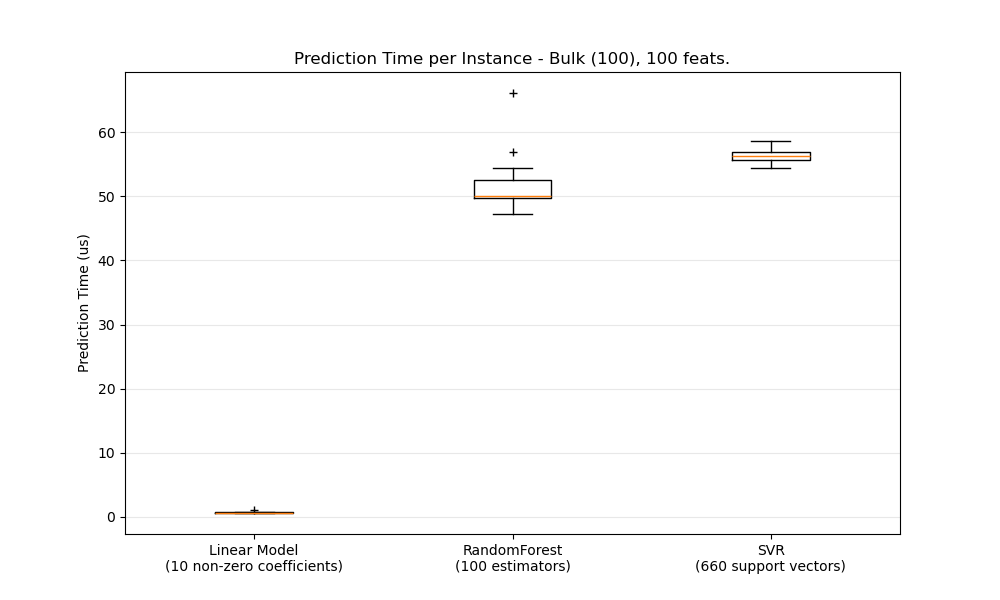 Prediction Time per Instance - Bulk (100), 100 feats.
Prediction Time (us)
60
50
40
30
20
10
0
Linear Model
(10 non-zero coefficients)
RandomForest
(100 estimators)
SVR
(660 support vectors)